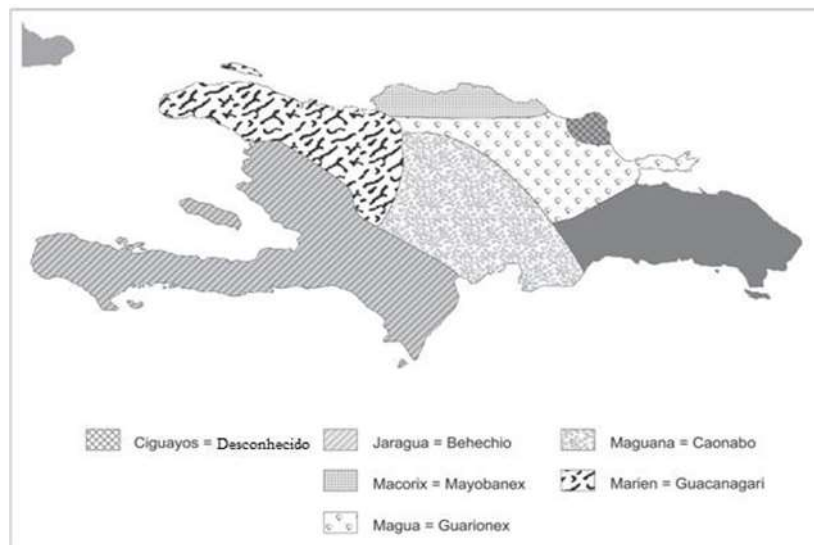 Ciguayos = Desconhecido
Jaragua = Behechio
Maguana = Caonabo
Macorix = Mayobanex
Marien = Guacanagari
Magua = Guarionex